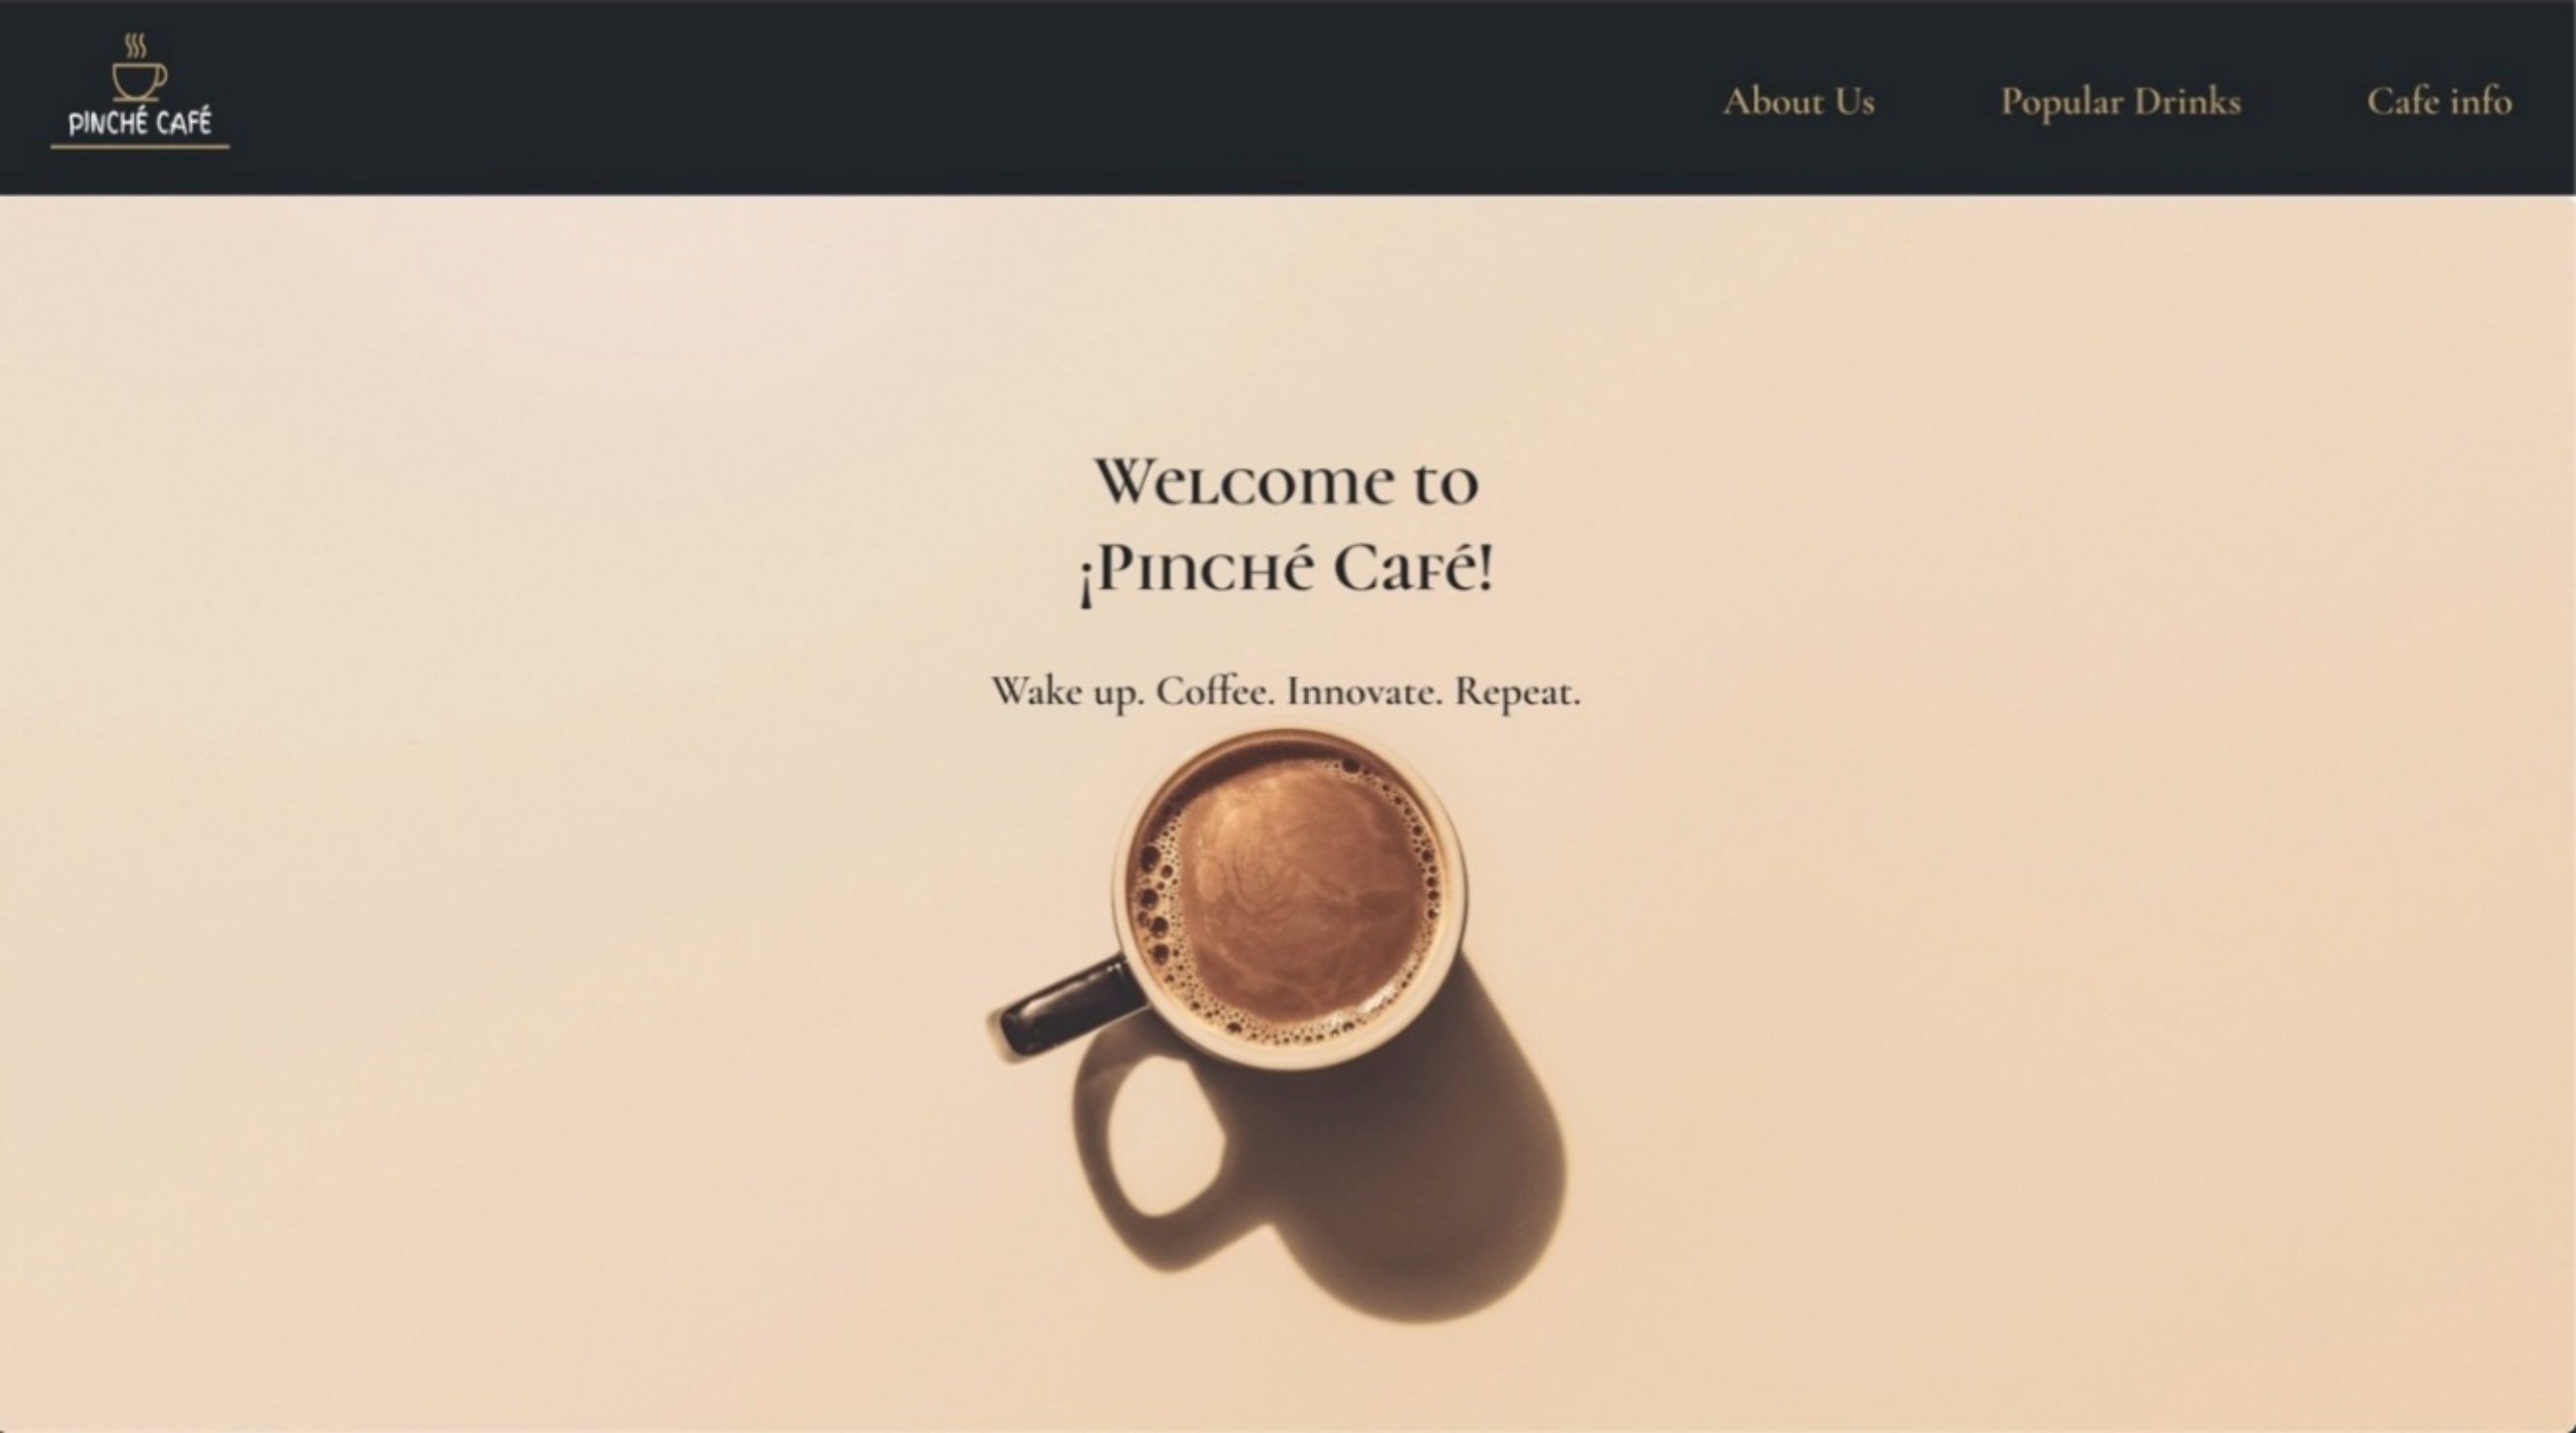 PINCHÉ CAFÉ
About Us
Popular Drinks
Cafe info
Welcome to
¡Pinché Café!
Wake up. Coffee. Innovate. Repeat.